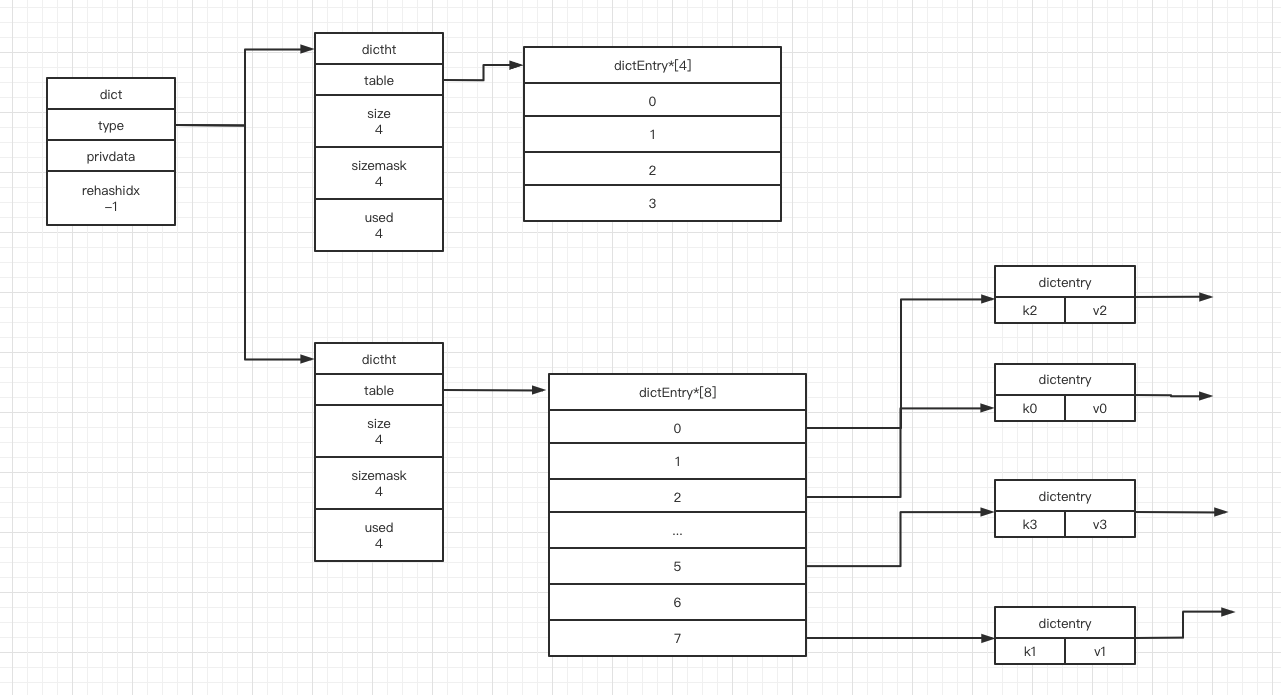 dict
type
privdata
rehashidx
-1
dictht
table
size
4
sizemask
4
used
4
dictEntry*[4]
0
1
2
3
dictht
table
size
4
sizemask
4
used
4
dictEntry*[8]
0
1
2
...
5
6
7
dictentry
k2 v2
dictentry
k0 v0
dictentry
k3 v3
dictentry
k1 v1